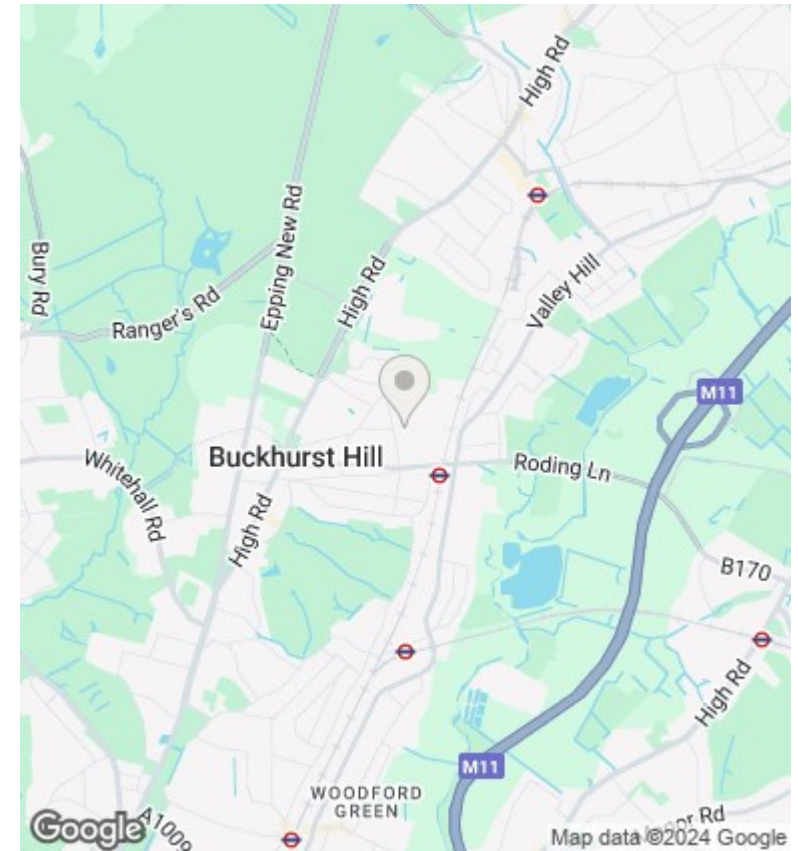 High Rd
Bury Rd
Epping New Rd
High Rd
Valley Hill
Ranger's Rd
M11
Buckhurst Hill
Whitehall Rd
Roding Ln
High Rd
B170
High Rd
M11
WOODFORD
GREEN
A1009
Google
Map data ©2024 Google